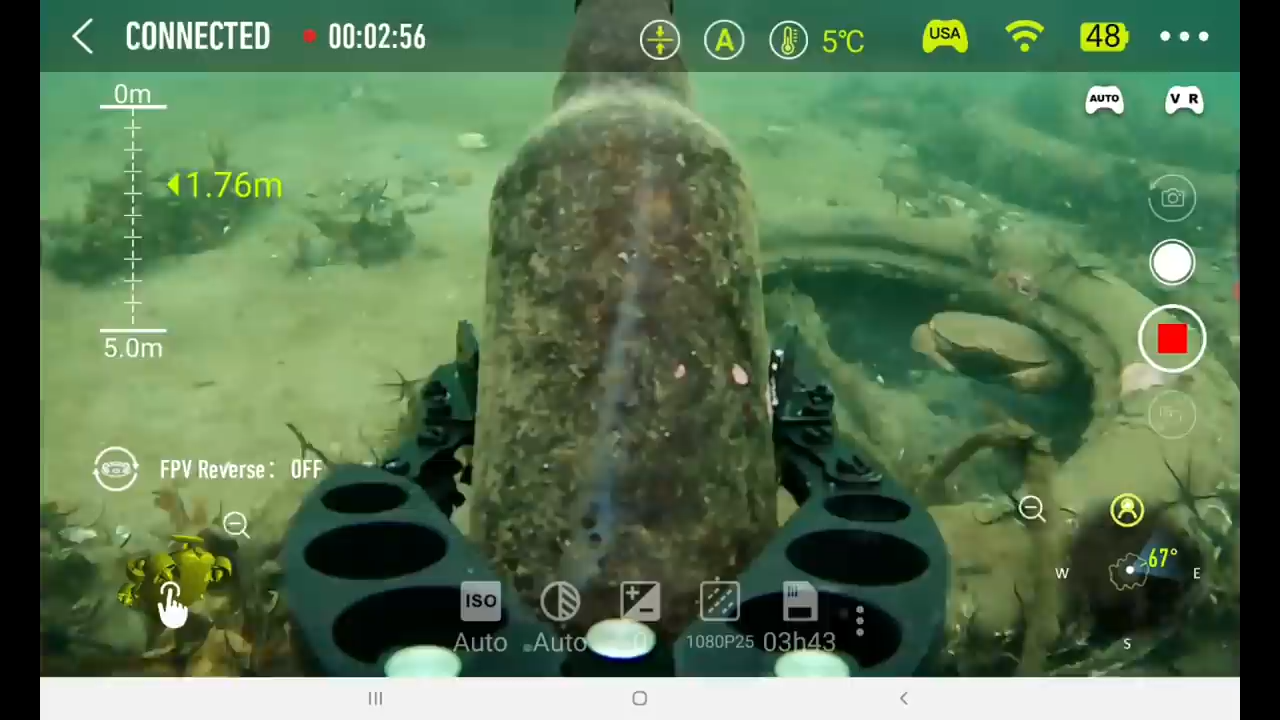 CONNECTED 00:02:56 A 5°C USA 48
AUTO V R
0m
1.76m
5.0m
FPV Reverse: OFF
67°
W E
S
ISO
Auto Auto 0 1080P25 03h43